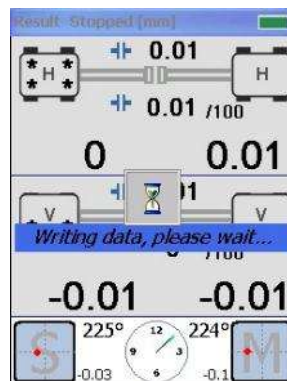 Result Stopped [mm]
H 0.01 H
0.01 /100
0 0.01
V V
Writing data, please wait...
/100
-0.01 -0.01
S 225° 12 3 6 9 224° M
-0.03 -0.1